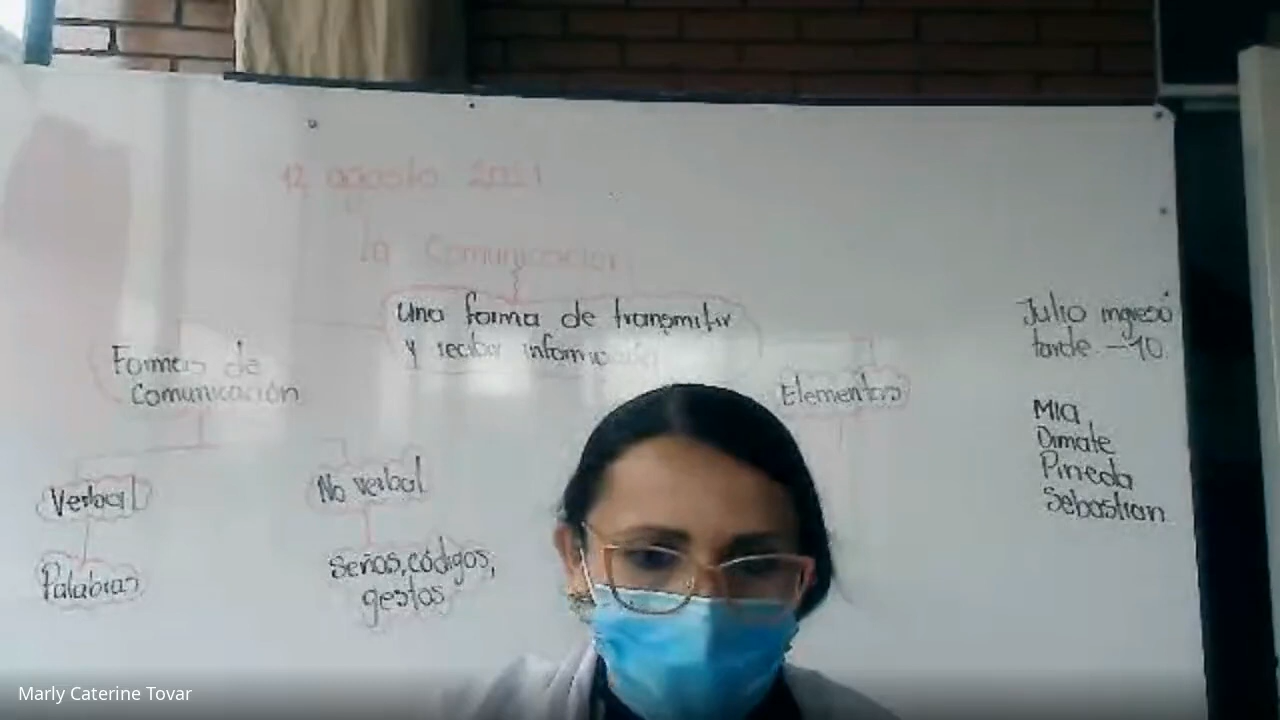 12 agosto 2021
la Comunicación
una forma de transmitir
y recibir información
Formas de
Comunicación
Elementos
Verbal
No verbal
Palabras
señas, códigos,
gestos
Julio ingresó
tarde -
Mia
Dimate
Pineda
Sebastian
Marly Caterine Tovar